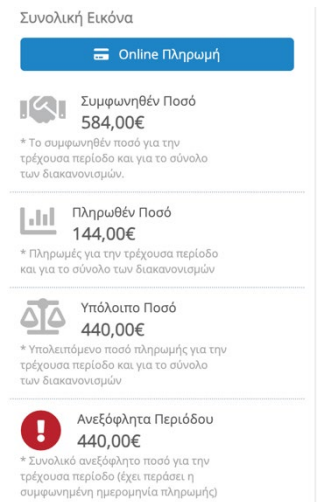 Συνολική Εικόνα
Online Πληρωμή
Συμφωνηθέν Ποσό
584,00€
* Το συμφωνηθέν ποσό για την
τρέχουσα περίοδο και για το σύνολο
των διακανονισμών.
Πληρωθέν Ποσό
144,00€
* Πληρωμές για την τρέχουσα περίοδο
και για το σύνολο των διακανονισμών
Υπόλοιπο Ποσό
440,00€
* Υπολειπόμενο ποσό πληρωμής για την
τρέχουσα περίοδο και για το σύνολο
των διακανονισμών
Ανεξόφλητα Περιόδου
440,00€
* Συνολικό ανεξόφλητο ποσό για την
τρέχουσα περίοδο (έχει περάσει η
συμφωνημένη ημερομηνία πληρωμής)